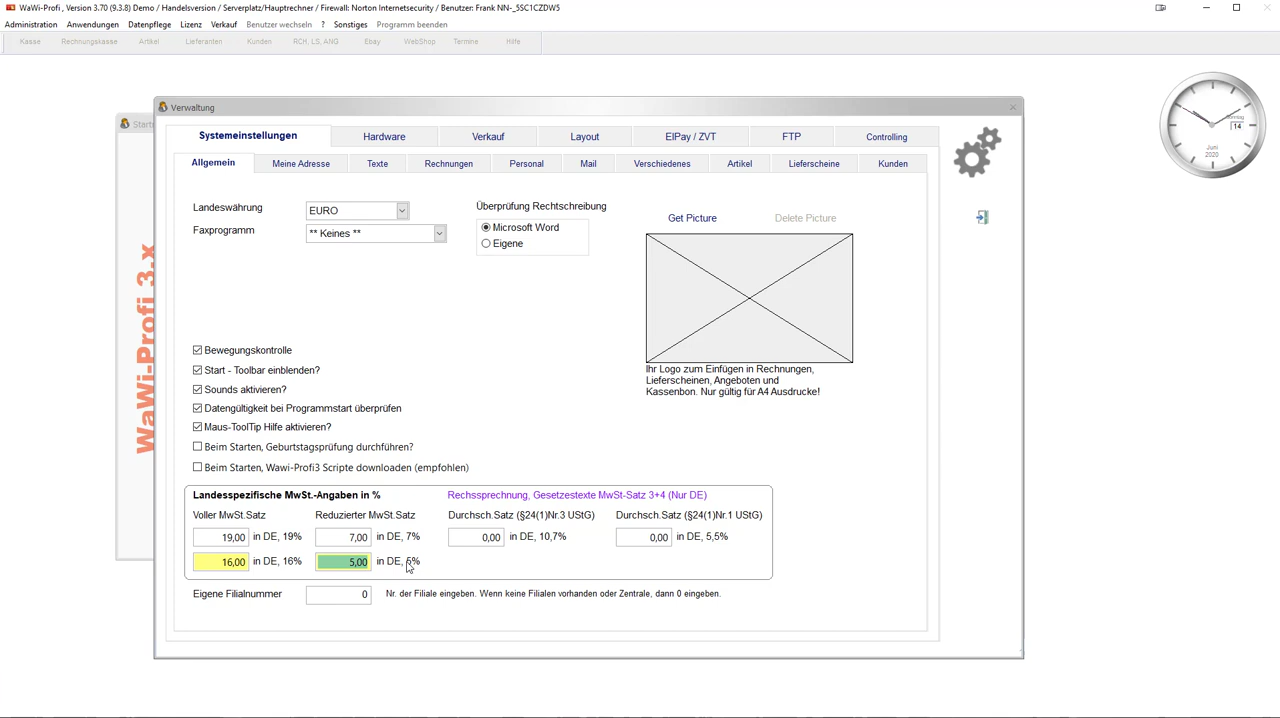 WaWi-Profi , Version 3.70 (9.3.8) Demo / Handelsversion / Serverplatz/Hauptrechner / Firewall: Norton Internetsecurity / Benutzer: Frank NN-_5SC1CZDW5
Administration Anwendungen Datenpflege Lizenz Verkauf Benutzer wechseln ? Sonstiges Programm beenden
Kasse Rechnungskasse Artikel Lieferanten Kunden RCH, LS, ANG Ebay WebShop Termine Hilfe
Verwaltung
Systemeinstellungen Hardware Verkauf Layout ElPay / ZVT FTP Controlling
Allgemein Meine Adresse Texte Rechnungen Personal Mail Verschiedenes Artikel Lieferscheine Kunden
Landeswährung EURO
Faxprogramm ** Keines **
Überprüfung Rechtschreibung
Microsoft Word
Eigene
Get Picture Delete Picture
Ihr Logo zum Einfügen in Rechnungen,
Lieferscheinen, Angeboten und
Kassenbon. Nur gültig für A4 Ausdrucke!
Bewegungskontrolle
Start - Toolbar einblenden?
Sounds aktivieren?
Datengültigkeit bei Programmstart überprüfen
Maus-ToolTip Hilfe aktivieren?
Beim Starten, Geburtstagsprüfung durchführen?
Beim Starten, Wawi-Profi3 Scripte downloaden (empfohlen)
Landesspezifische MwSt.-Angaben in % Rechssprechnung, Gesetzestexte MwSt-Satz 3+4 (Nur DE)
Voller MwSt.Satz Reduzierter MwSt.Satz Durchsch.Satz (§24(1)Nr.3 UStG) Durchsch.Satz (§24(1)Nr.1 UStG)
19,00 in DE, 19% 7,00 in DE, 7% 0,00 in DE, 10,7% 0,00 in DE, 5,5%
16,00 in DE, 16% 5,00 in DE, 5%
Eigene Filialnummer 0 Nr. der Filiale eingeben. Wenn keine Filialen vorhanden oder Zentrale, dann 0 eingeben.
Start
WaWi-Profi 3.x
14
Juni
2020